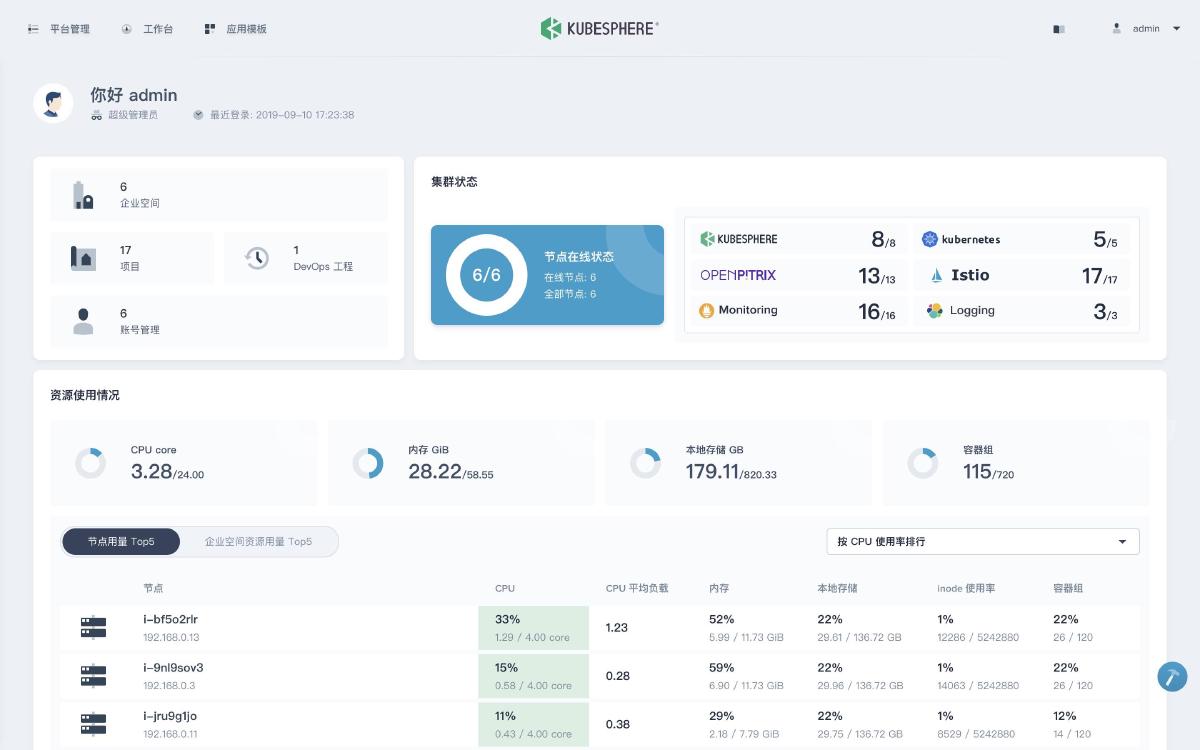 平台管理 工作台 应用模板 KUBESPHERE® admin
你好 admin
超级管理员 最近登录: 2019-09-10 17:23:38
6
企业空间
17
项目
1
DevOps 工程
6
账号管理
集群状态
6/6
节点在线状态
在线节点: 6
全部节点: 6
KUBESPHERE 8/8 kubernetes 5/5
OPENPITRIX 13/13 Istio 17/17
Monitoring 16/16 Logging 3/3
资源使用情况
CPU core
3.28/24.00
内存 GiB
28.22/58.55
本地存储 GB
179.11/820.33
容器组
115/720
节点用量 Top5 企业空间资源用量 Top5 按 CPU 使用率排行
节点 CPU CPU 平均负载 内存 本地存储 inode 使用率 容器组
i-bf5o2rlr 33% 1.23 52% 22% 1% 22%
192.168.0.13 1.29 / 4.00 core 5.99 / 11.73 GiB 29.61 / 136.72 GB 12286 / 5242880 26 / 120
i-9nl9sov3 15% 0.28 59% 22% 1% 22%
192.168.0.3 0.58 / 4.00 core 6.90 / 11.73 GiB 29.96 / 136.72 GB 14063 / 5242880 26 / 120
i-jru9g1jo 11% 0.38 29% 22% 1% 12%
192.168.0.11 0.43 / 4.00 core 2.18 / 7.79 GiB 29.75 / 136.72 GB 8529 / 5242880 14 / 120